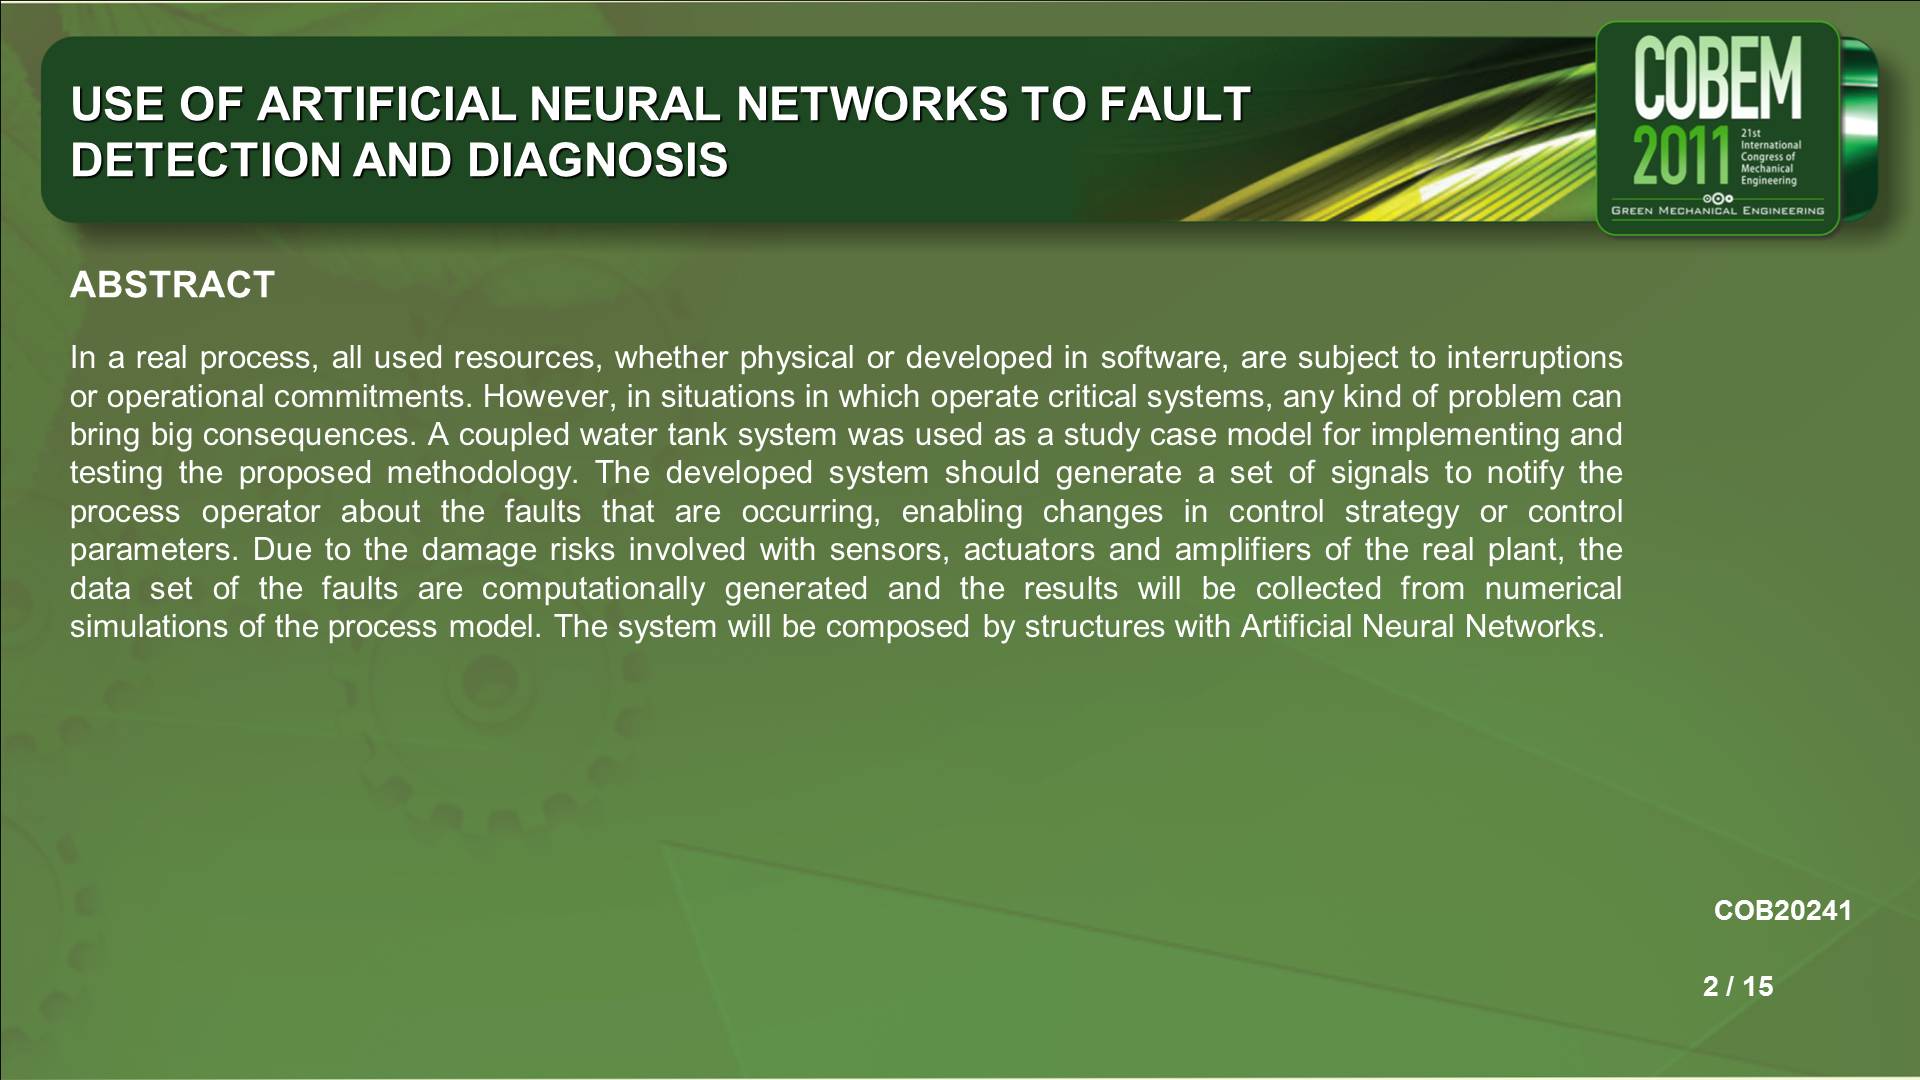 USE OF ARTIFICIAL NEURAL NETWORKS TO FAULT
DETECTION AND DIAGNOSIS
COBEM
2011
21st
International
Congress of
Mechanical
Engineering
GREEN MECHANICAL ENGINEERING
ABSTRACT
In a real process, all used resources, whether physical or developed in software, are subject to interruptions
or operational commitments. However, in situations in which operate critical systems, any kind of problem can
bring big consequences. A coupled water tank system was used as a study case model for implementing and
testing the proposed methodology. The developed system should generate a set of signals to notify the
process operator about the faults that are occurring, enabling changes in control strategy or control
parameters. Due to the damage risks involved with sensors, actuators and amplifiers of the real plant, the
data set of the faults are computationally generated and the results will be collected from numerical
simulations of the process model. The system will be composed by structures with Artificial Neural Networks.
COB20241
2 / 15